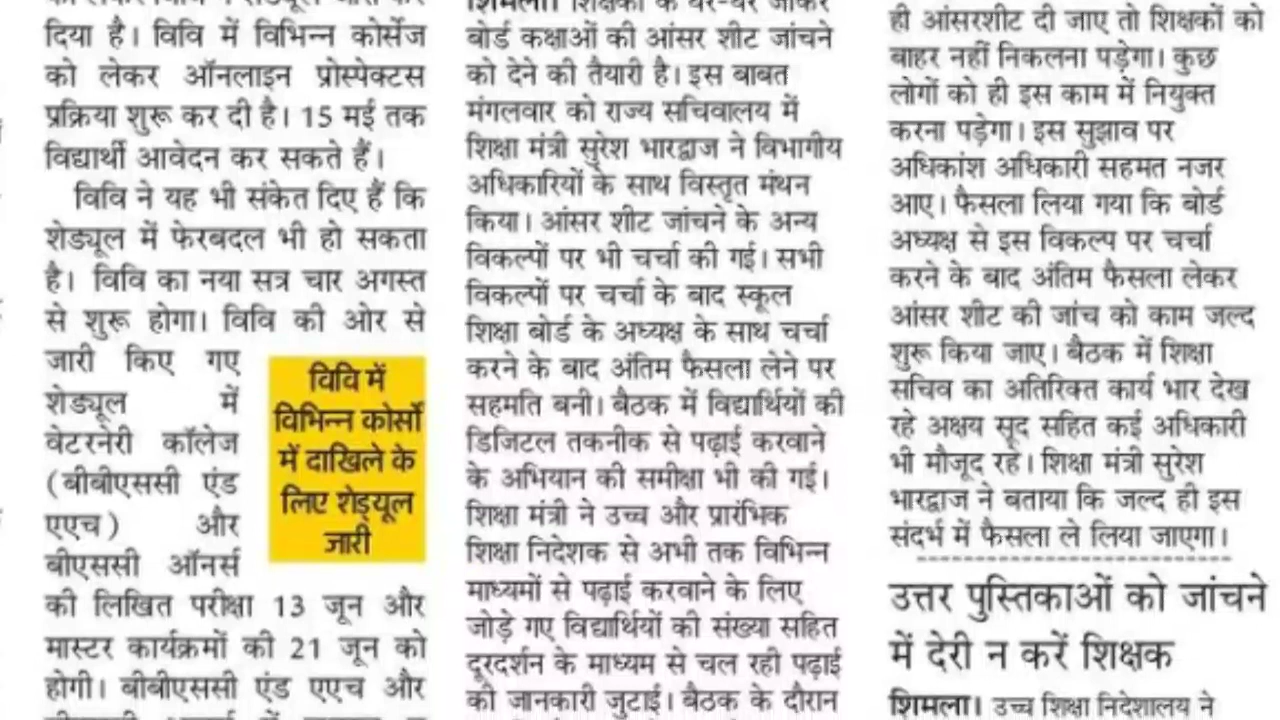 दिया है। विवि में विभिन्न कोर्सेज
को लेकर ऑनलाइन प्रोस्पेक्टस
प्रक्रिया शुरू कर दी है। 15 मई तक
विद्यार्थी आवेदन कर सकते हैं।
विवि ने यह भी संकेत दिए हैं कि
शेड्यूल में फेरबदल भी हो सकता
है। विवि का नया सत्र चार अगस्त
से शुरू होगा। विवि की ओर से
जारी किए गए
शेड्यूल में
वेटरनेरी कॉलेज
(बीबीएससी एंड
एएच) और
बीएससी ऑनर्स
की लिखित परीक्षा 13 जून और
मास्टर कार्यक्रमों की 21 जून को
होगी। बीबीएससी एंड एएच और
विवि में
विभिन्न कोर्सो
में दाखिले के
लिए शेड्यूल
जारी
शिमला। शिक्षकों के घर-घर जाकर
बोर्ड कक्षाओं की आंसर शीट जांचने
को देने की तैयारी है। इस बाबत
मंगलवार को राज्य सचिवालय में
शिक्षा मंत्री सुरेश भारद्वाज ने विभागीय
अधिकारियों के साथ विस्तृत मंथन
किया। आंसर शीट जांचने के अन्य
विकल्पों पर भी चर्चा की गई। सभी
विकल्पों पर चर्चा के बाद स्कूल
शिक्षा बोर्ड के अध्यक्ष के साथ चर्चा
करने के बाद अंतिम फैसला लेने पर
सहमति बनी। बैठक में विद्यार्थियों की
डिजिटल तकनीक से पढ़ाई करवाने
के अभियान की समीक्षा भी की गई।
शिक्षा मंत्री ने उच्च और प्रारंभिक
शिक्षा निदेशक से अभी तक विभिन्न
माध्यमों से पढ़ाई करवाने के लिए
जोड़े गए विद्यार्थियों की संख्या सहित
दूरदर्शन के माध्यम से चल रही पढ़ाई
की जानकारी जुटाई। बैठक के दौरान
ही आंसरशीट दी जाए तो शिक्षकों को
बाहर नहीं निकलना पड़ेगा। कुछ
लोगों को ही इस काम में नियुक्त
करना पड़ेगा। इस सुझाव पर
अधिकांश अधिकारी सहमत नजर
आए। फैसला लिया गया कि बोर्ड
अध्यक्ष से इस विकल्प पर चर्चा
करने के बाद अंतिम फैसला लेकर
आंसर शीट की जांच को काम जल्द
शुरू किया जाए। बैठक में शिक्षा
सचिव का अतिरिक्त कार्य भार देख
रहे अक्षय सूद सहित कई अधिकारी
भी मौजूद रहे। शिक्षा मंत्री सुरेश
भारद्वाज ने बताया कि जल्द ही इस
संदर्भ में फैसला ले लिया जाएगा।
उत्तर पुस्तिकाओं को जांचने
में देरी न करें शिक्षक
शिमला। उच्च शिक्षा निदेशालय ने